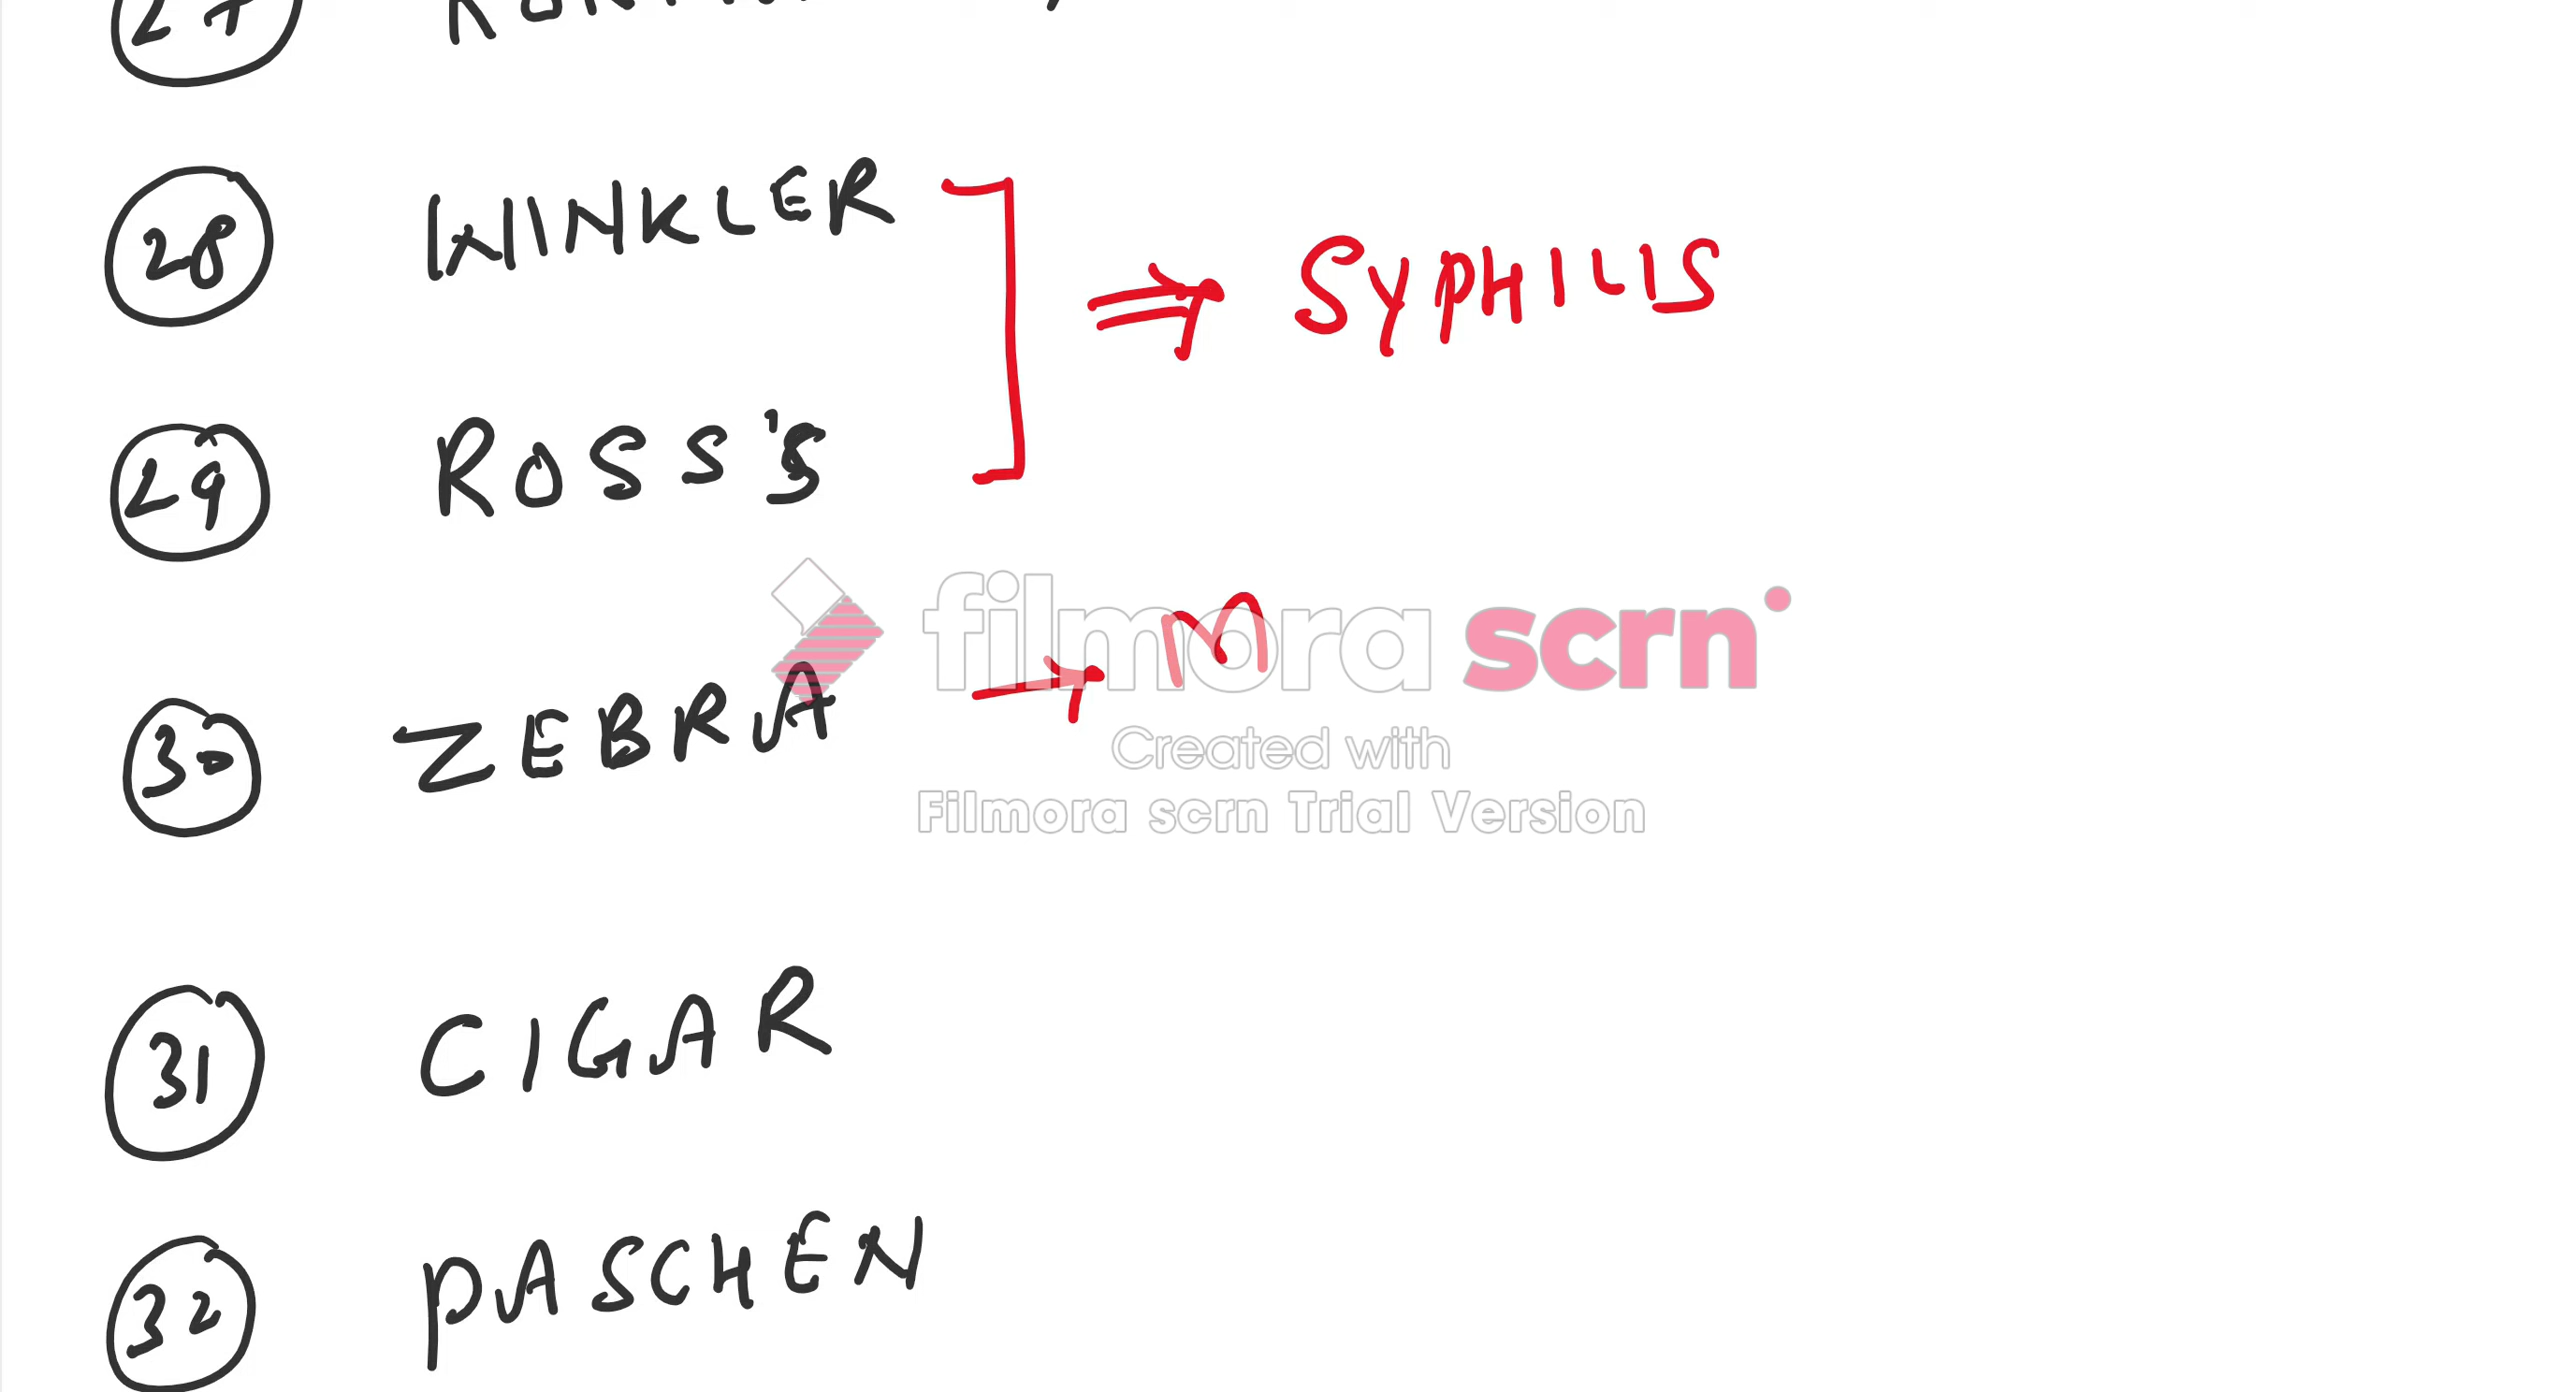 27
28 WINKLER
⇒ SYPHILIS
29 ROSS'S
30 ZEBRA → M
filmora scrn
Created with
Filmora scrn Trial Version
31 CIGAR
32 PASCHEN